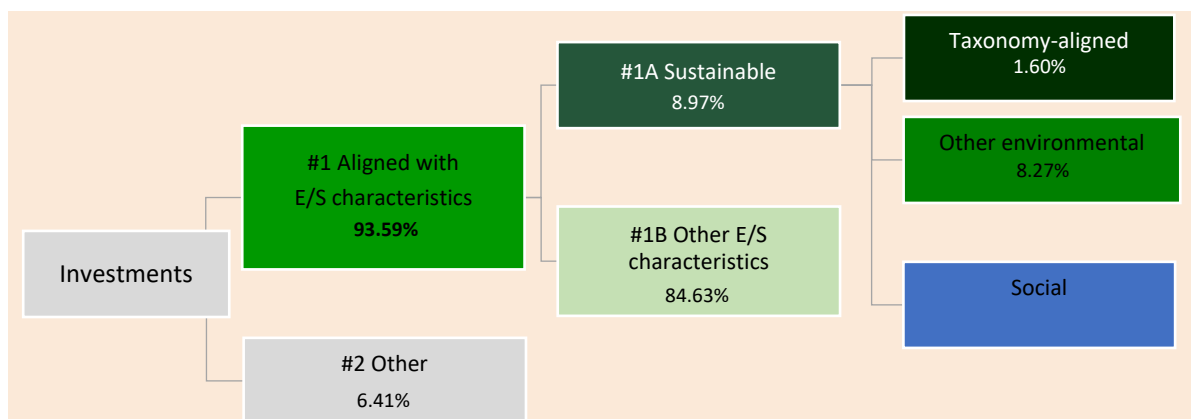 Investments
#1 Aligned with
E/S characteristics
93.59%
#2 Other
6.41%
#1A Sustainable
8.97%
#1B Other E/S
characteristics
84.63%
Taxonomy-aligned
1.60%
Other environmental
8.27%
Social